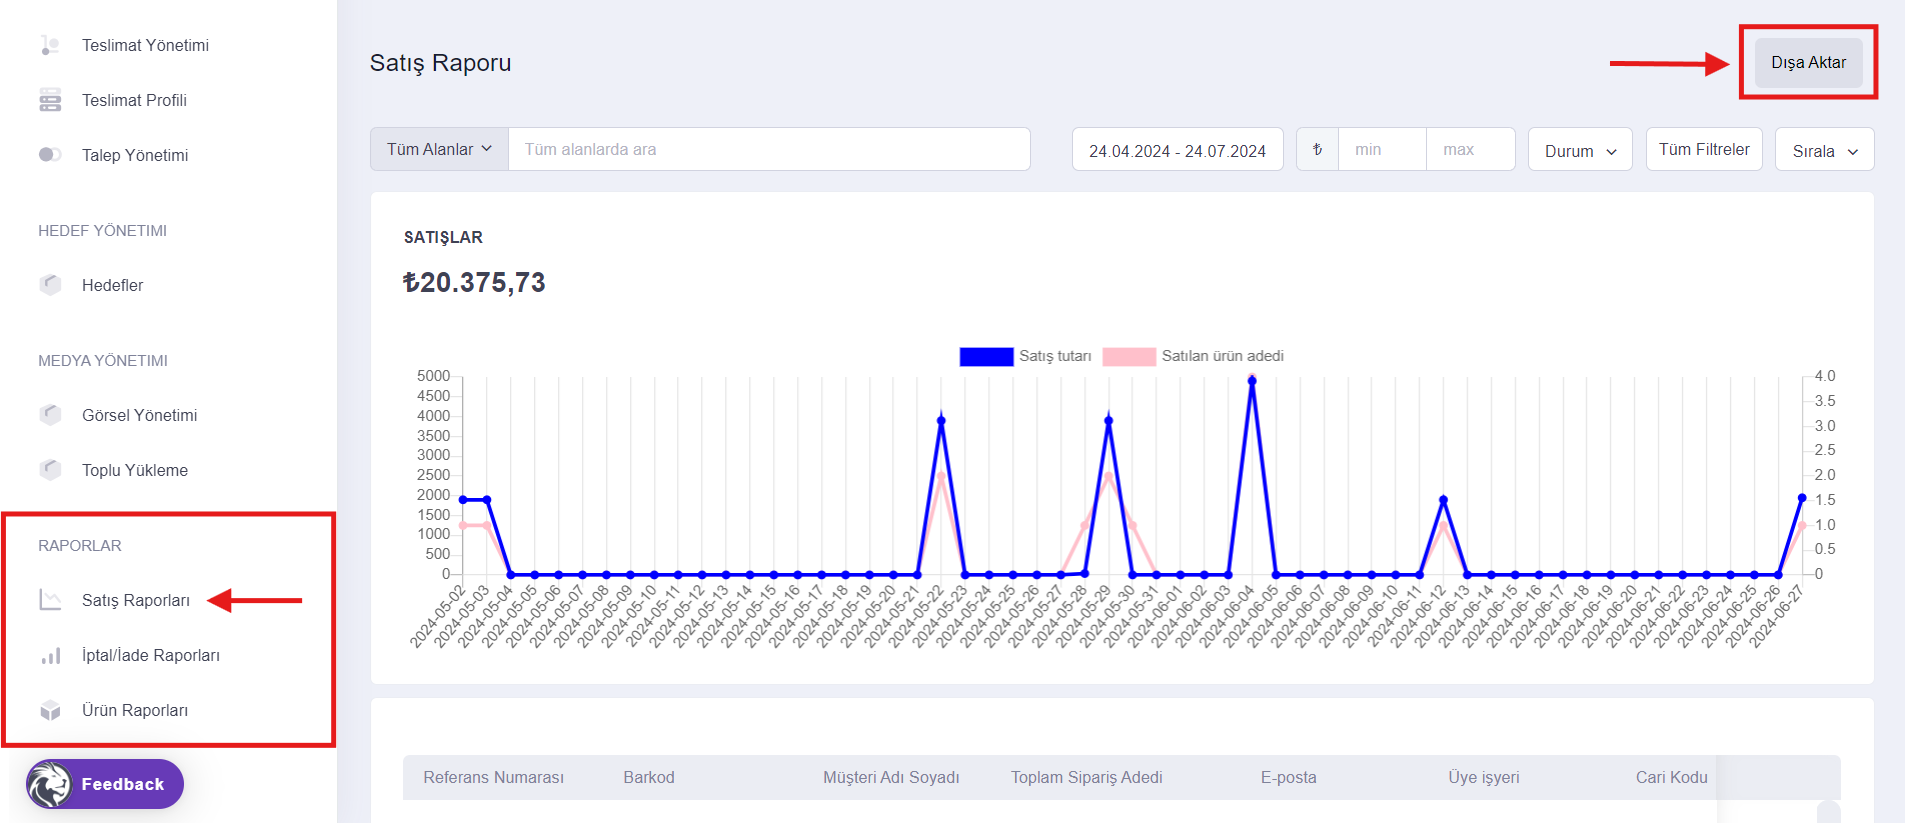 Teslimat Yönetimi
Teslimat Profili
Talep Yönetimi
HEDEF YÖNETIMI
Hedefler
MEDYA YÖNETIMI
Görsel Yönetimi
Toplu Yükleme
RAPORLAR
Satış Raporları
İptal/İade Raporları
Ürün Raporları
Feedback
Satış Raporu
Dışa Aktar
Tüm Alanlar
Tüm alanlarda ara
24.04.2024 - 24.07.2024
₺
min
max
Durum
Tüm Filtreler
Sırala
SATIŞLAR
₺20.375,73
Satış tutarı
Satılan ürün adedi
5000
4500
4000
3500
3000
2500
2000
1500
1000
500
0
4.0
3.5
3.0
2.5
2.0
1.5
1.0
0.5
0
2024-05-02
2024-05-03
2024-05-04
2024-05-05
2024-05-06
2024-05-07
2024-05-08
2024-05-09
2024-05-10
2024-05-11
2024-05-12
2024-05-13
2024-05-14
2024-05-15
2024-05-16
2024-05-17
2024-05-18
2024-05-19
2024-05-20
2024-05-21
2024-05-22
2024-05-23
2024-05-24
2024-05-25
2024-05-26
2024-05-27
2024-05-28
2024-05-29
2024-05-30
2024-05-31
2024-06-01
2024-06-02
2024-06-03
2024-06-04
2024-06-05
2024-06-06
2024-06-07
2024-06-08
2024-06-09
2024-06-10
2024-06-11
2024-06-12
2024-06-13
2024-06-14
2024-06-15
2024-06-16
2024-06-17
2024-06-18
2024-06-19
2024-06-20
2024-06-21
2024-06-22
2024-06-23
2024-06-24
2024-06-25
2024-06-26
2024-06-27
Referans Numarası
Barkod
Müşteri Adı Soyadı
Toplam Sipariş Adedi
E-posta
Üye işyeri
Cari Kodu